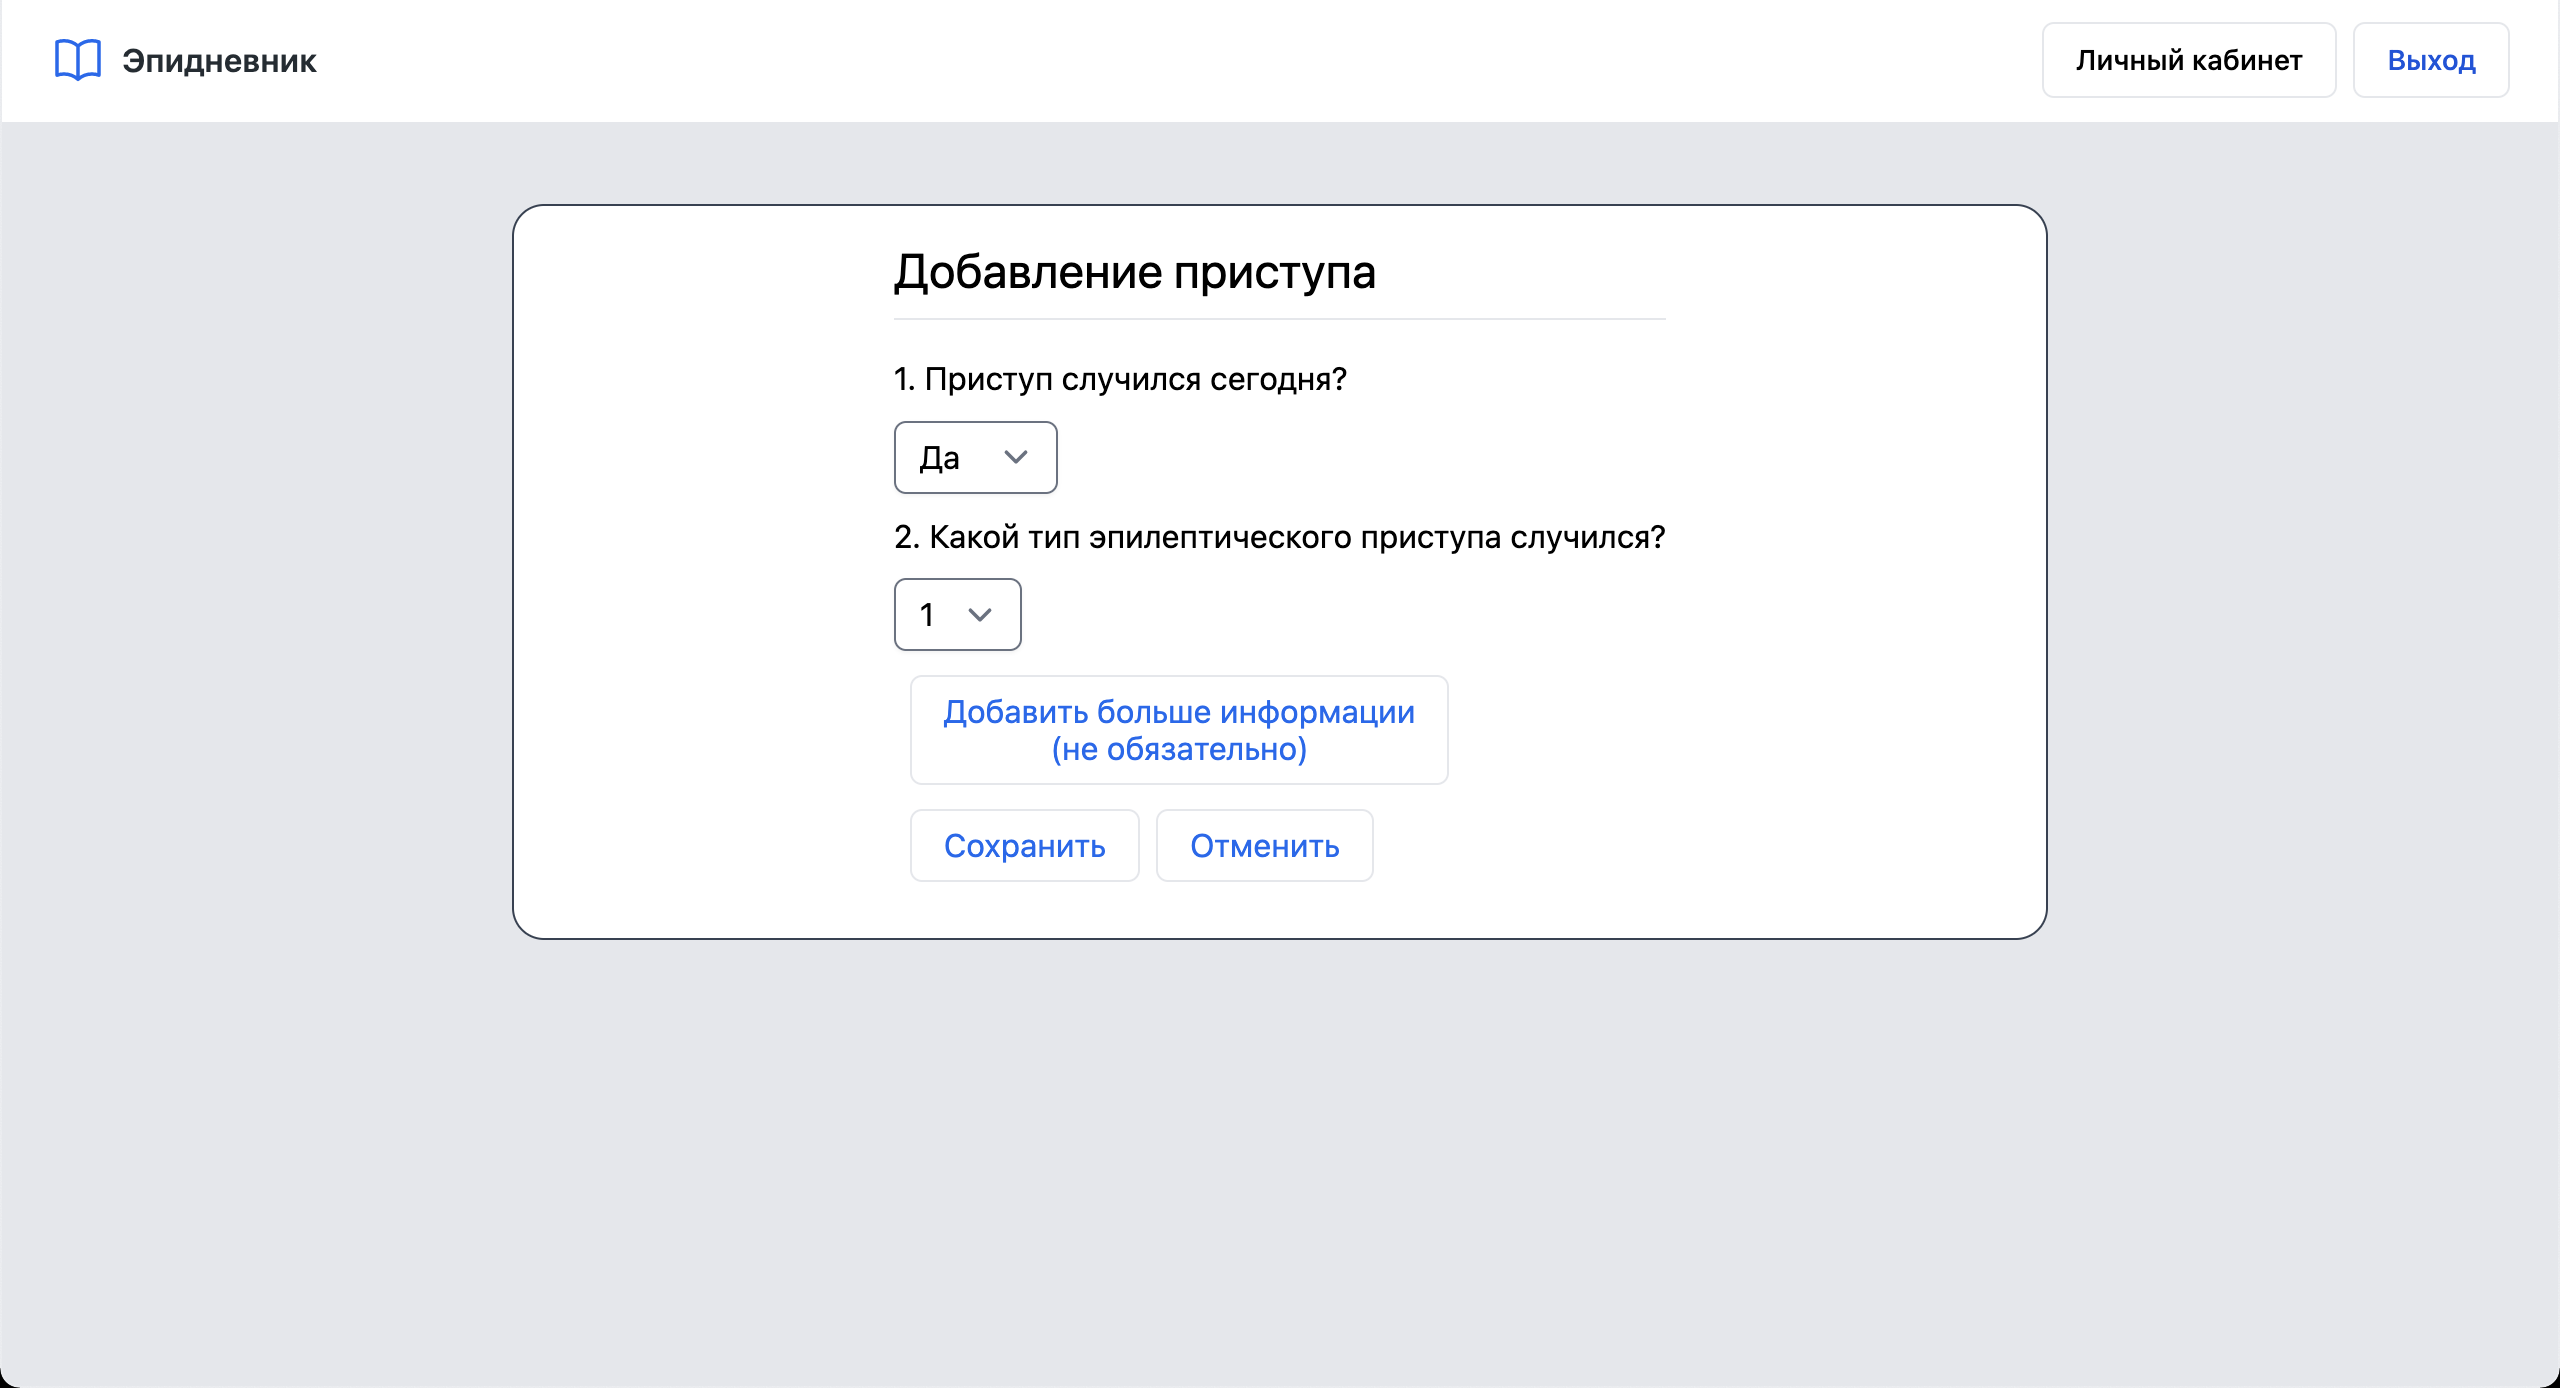 Эпидневник
Личный кабинет
Выход
Добавление приступа
1. Приступ случился сегодня?
Да
2. Какой тип эпилептического приступа случился?
1
Добавить больше информации
(не обязательно)
Сохранить
Отменить